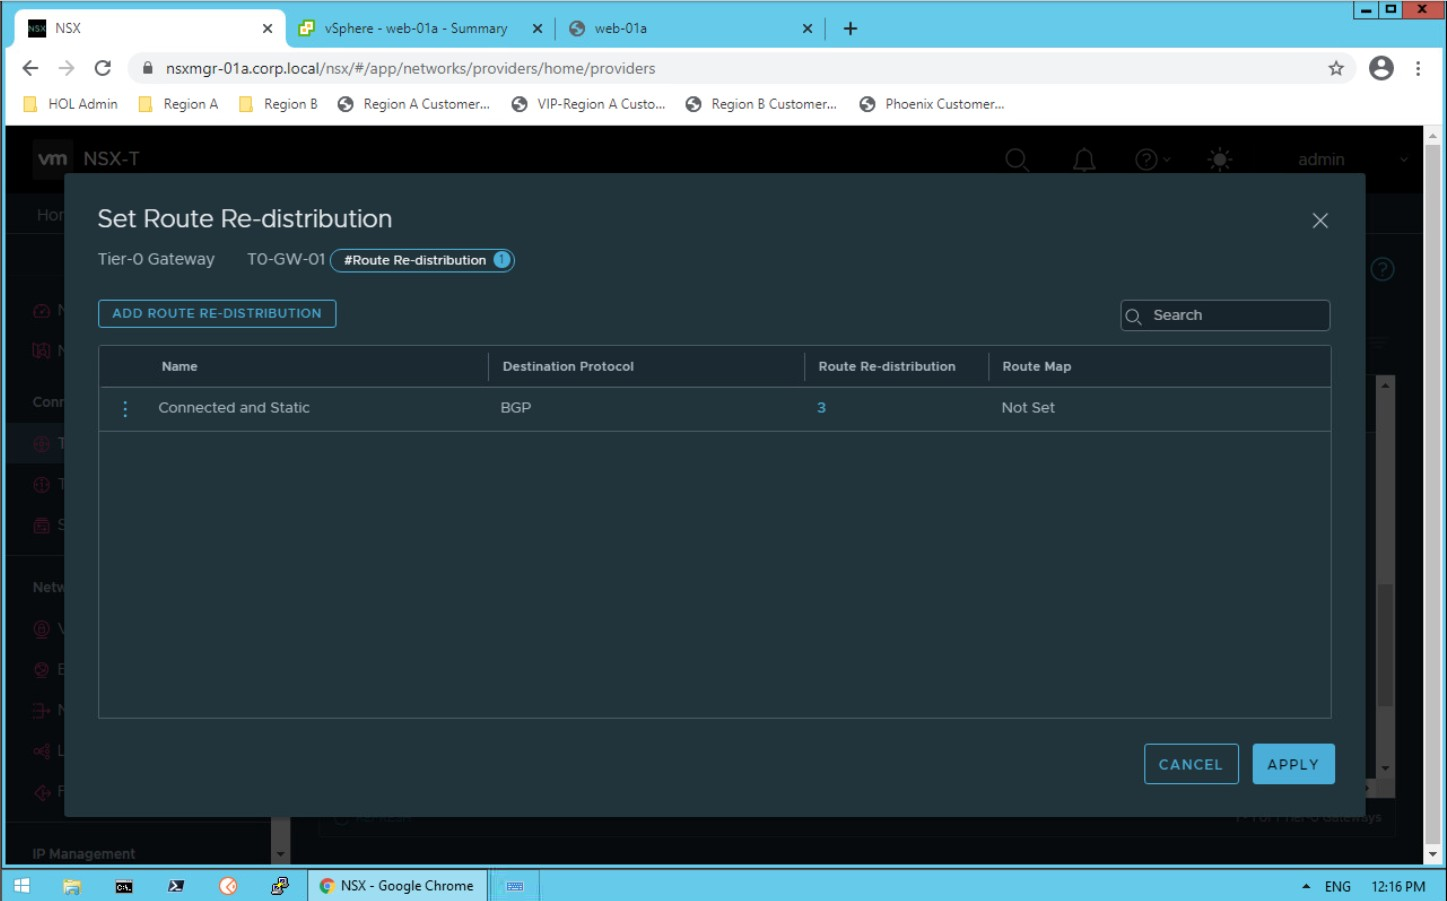 NSX
vSphere - web-01a - Summary
web-01a
nsxmgr-01a.corp.local/nsx/#/app/networks/providers/home/providers
HOL Admin
Region A
Region B
Region A Customer...
VIP-Region A Custo...
Region B Customer...
Phoenix Customer...
vm NSX-T
admin
Set Route Re-distribution
Tier-0 Gateway T0-GW-01 #Route Re-distribution 1
ADD ROUTE RE-DISTRIBUTION
Search
Name Destination Protocol Route Re-distribution Route Map
Connected and Static BGP 3 Not Set
CANCEL APPLY
IP Management
NSX - Google Chrome
ENG 12:16 PM